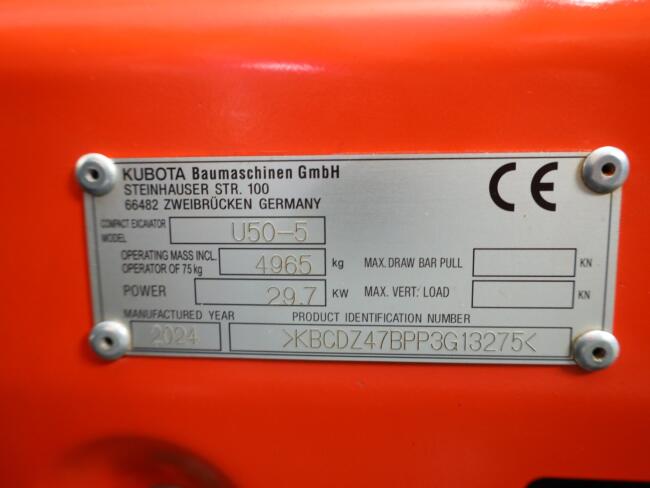 KUBOTA Baumaschinen GmbH
STEINHAUSER STR. 100
66482 ZWEIBRÜCKEN GERMANY
CE
COMPACT EXCAVATOR
MODEL U50-5
OPERATING MASS INCL.
OPERATOR OF 75 kg 4965 kg MAX. DRAW BAR PULL KN
POWER 29.7 KW MAX. VERT: LOAD KN
MANUFACTURED YEAR PRODUCT IDENTIFICATION NUMBER
2024 >KBCDZ47BPP3G13275<